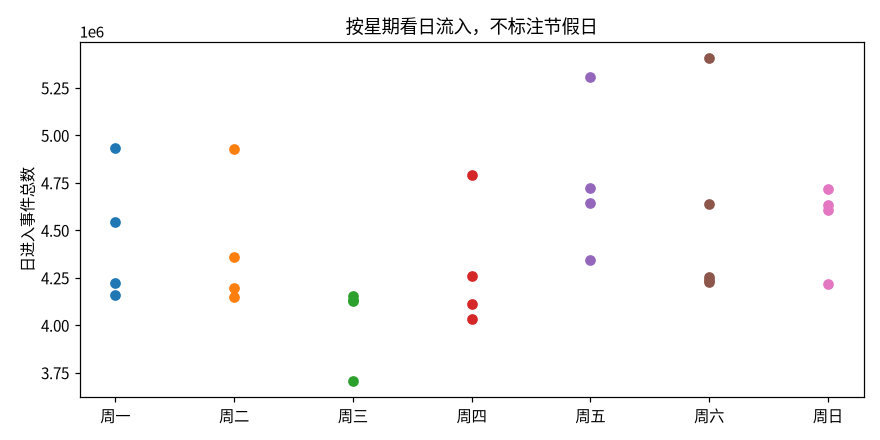 按星期看日流入，不标注节假日
1e6
日进入事件总数
5.25
5.00
4.75
4.50
4.25
4.00
3.75
周一 周二 周三 周四 周五 周六 周日